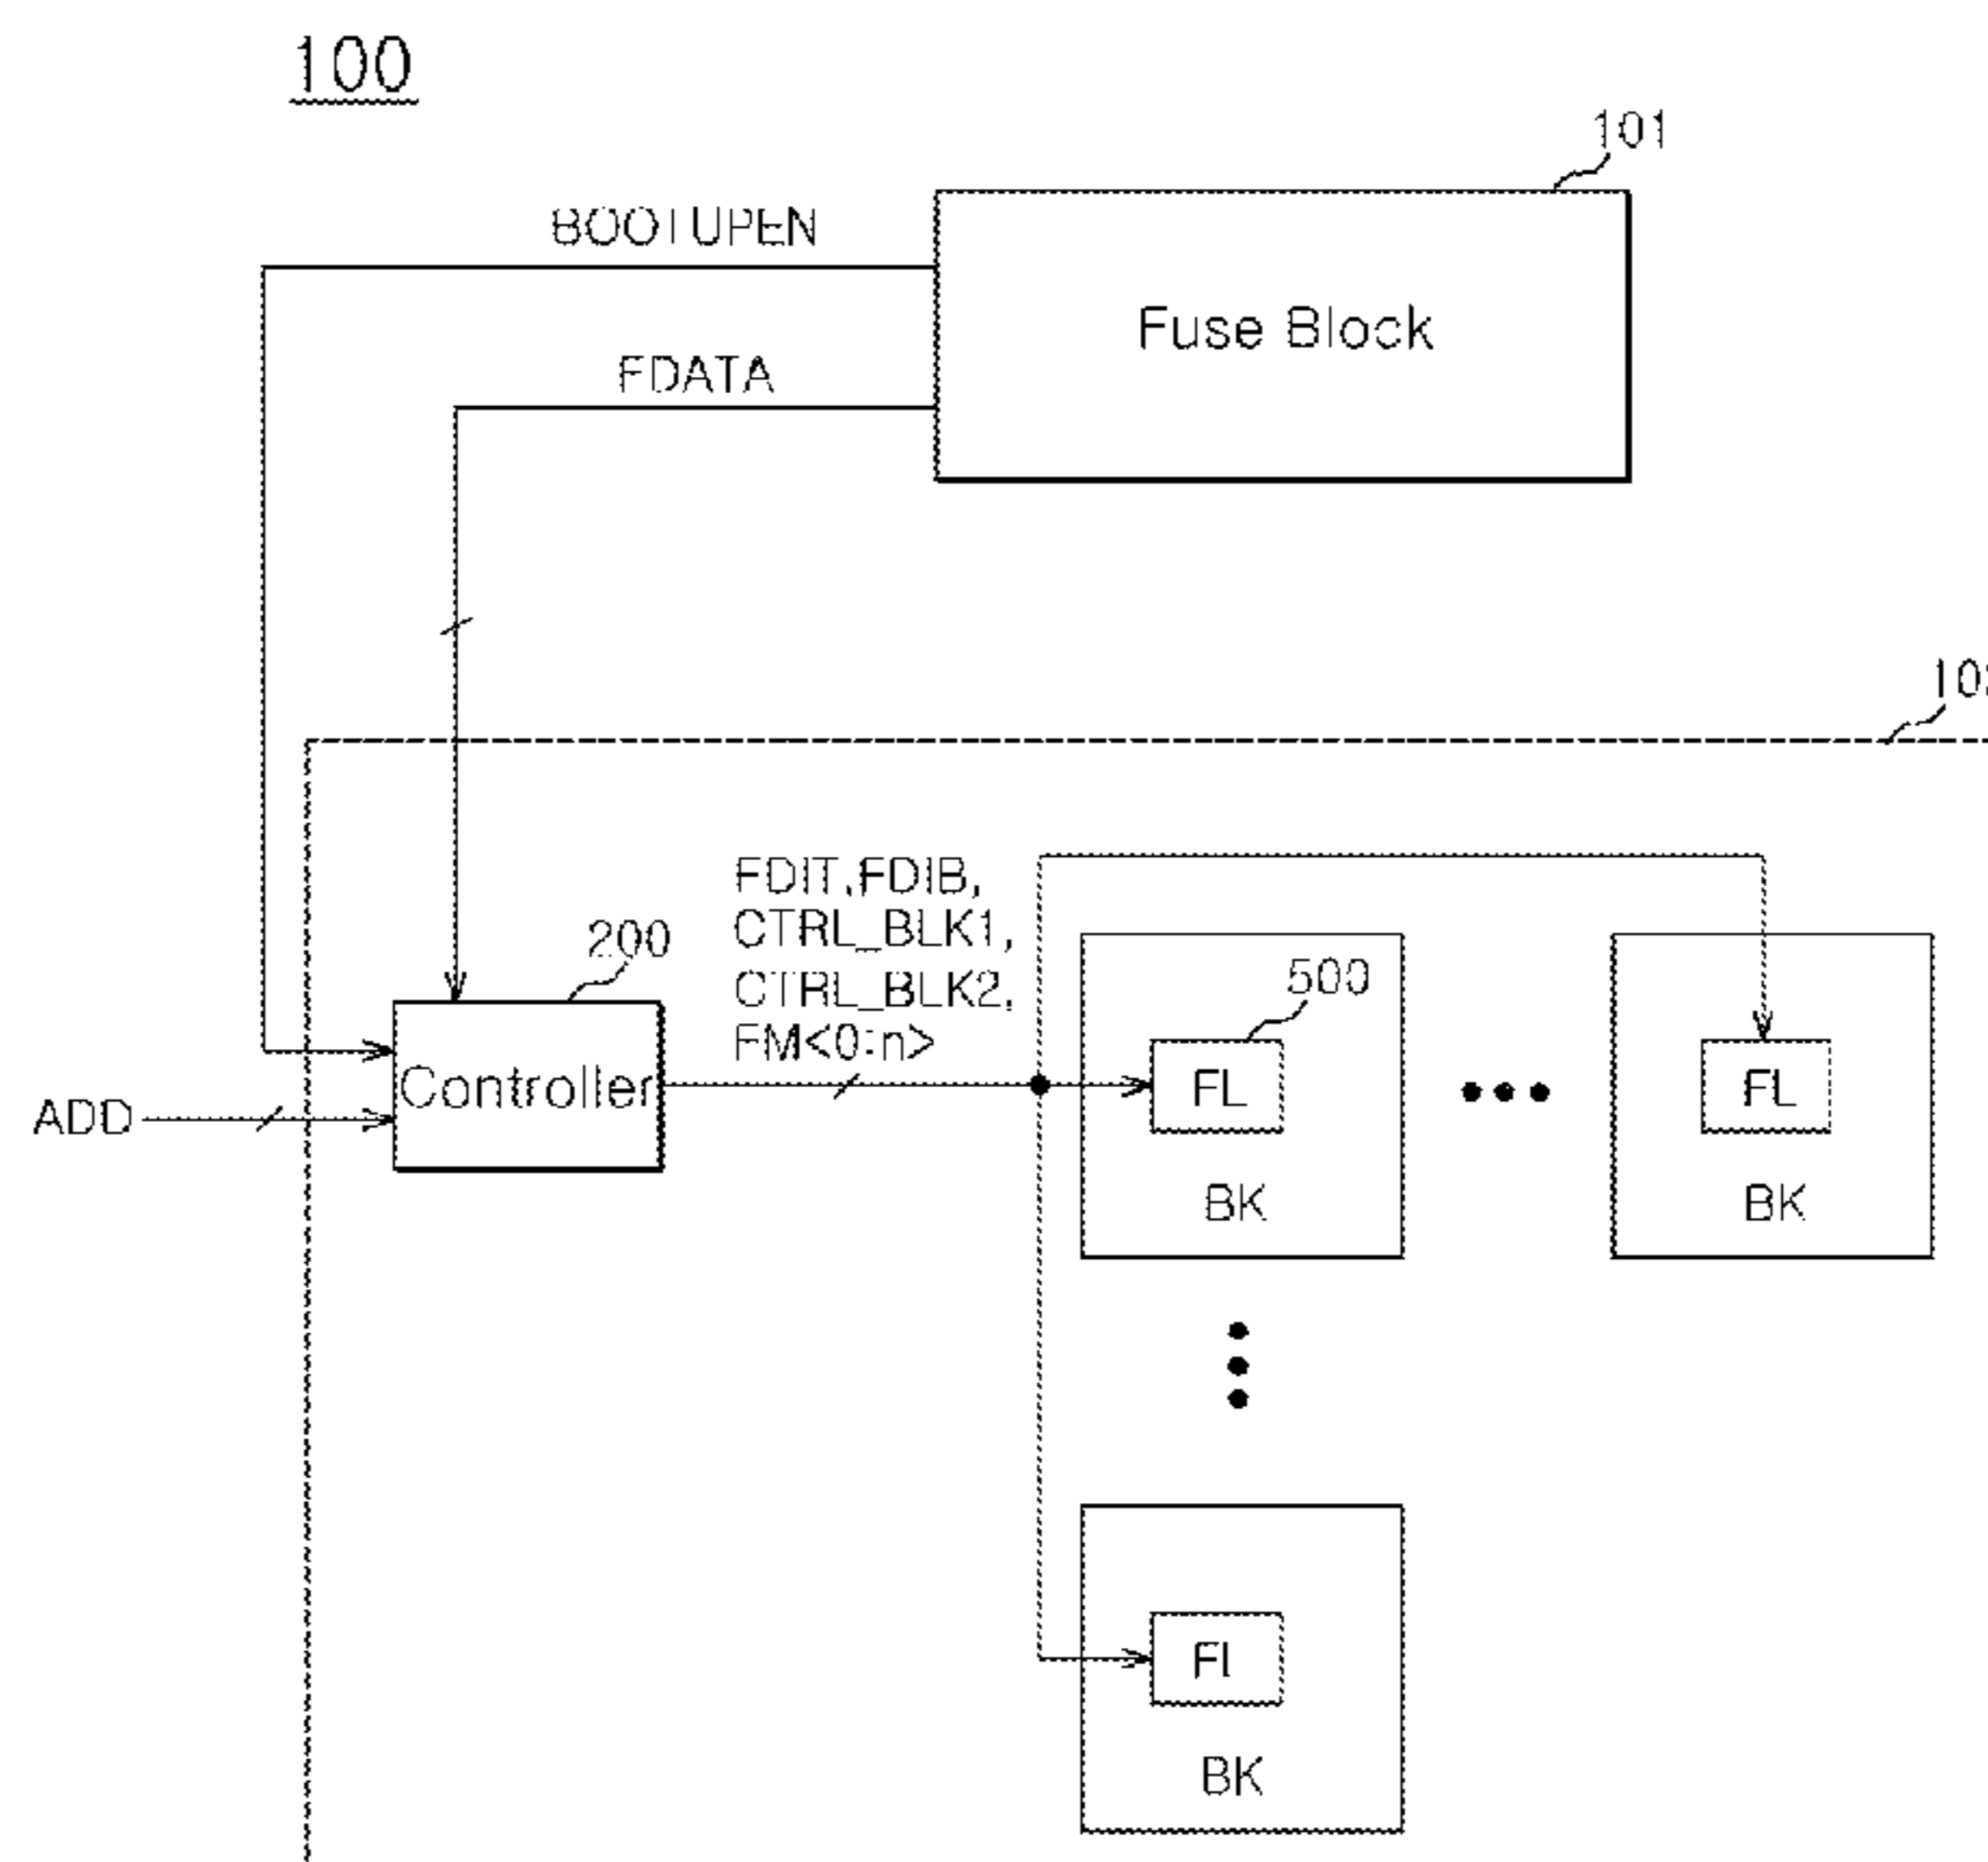 100
101
BOOTUPEN
Fuse Block
FDATA
FDIT,FDIB,
CTRL_BLK1,
CTRL_BLK2,
FM<0:n>
200
500
Controller
ADD
FL
FL
BK
BK
BK